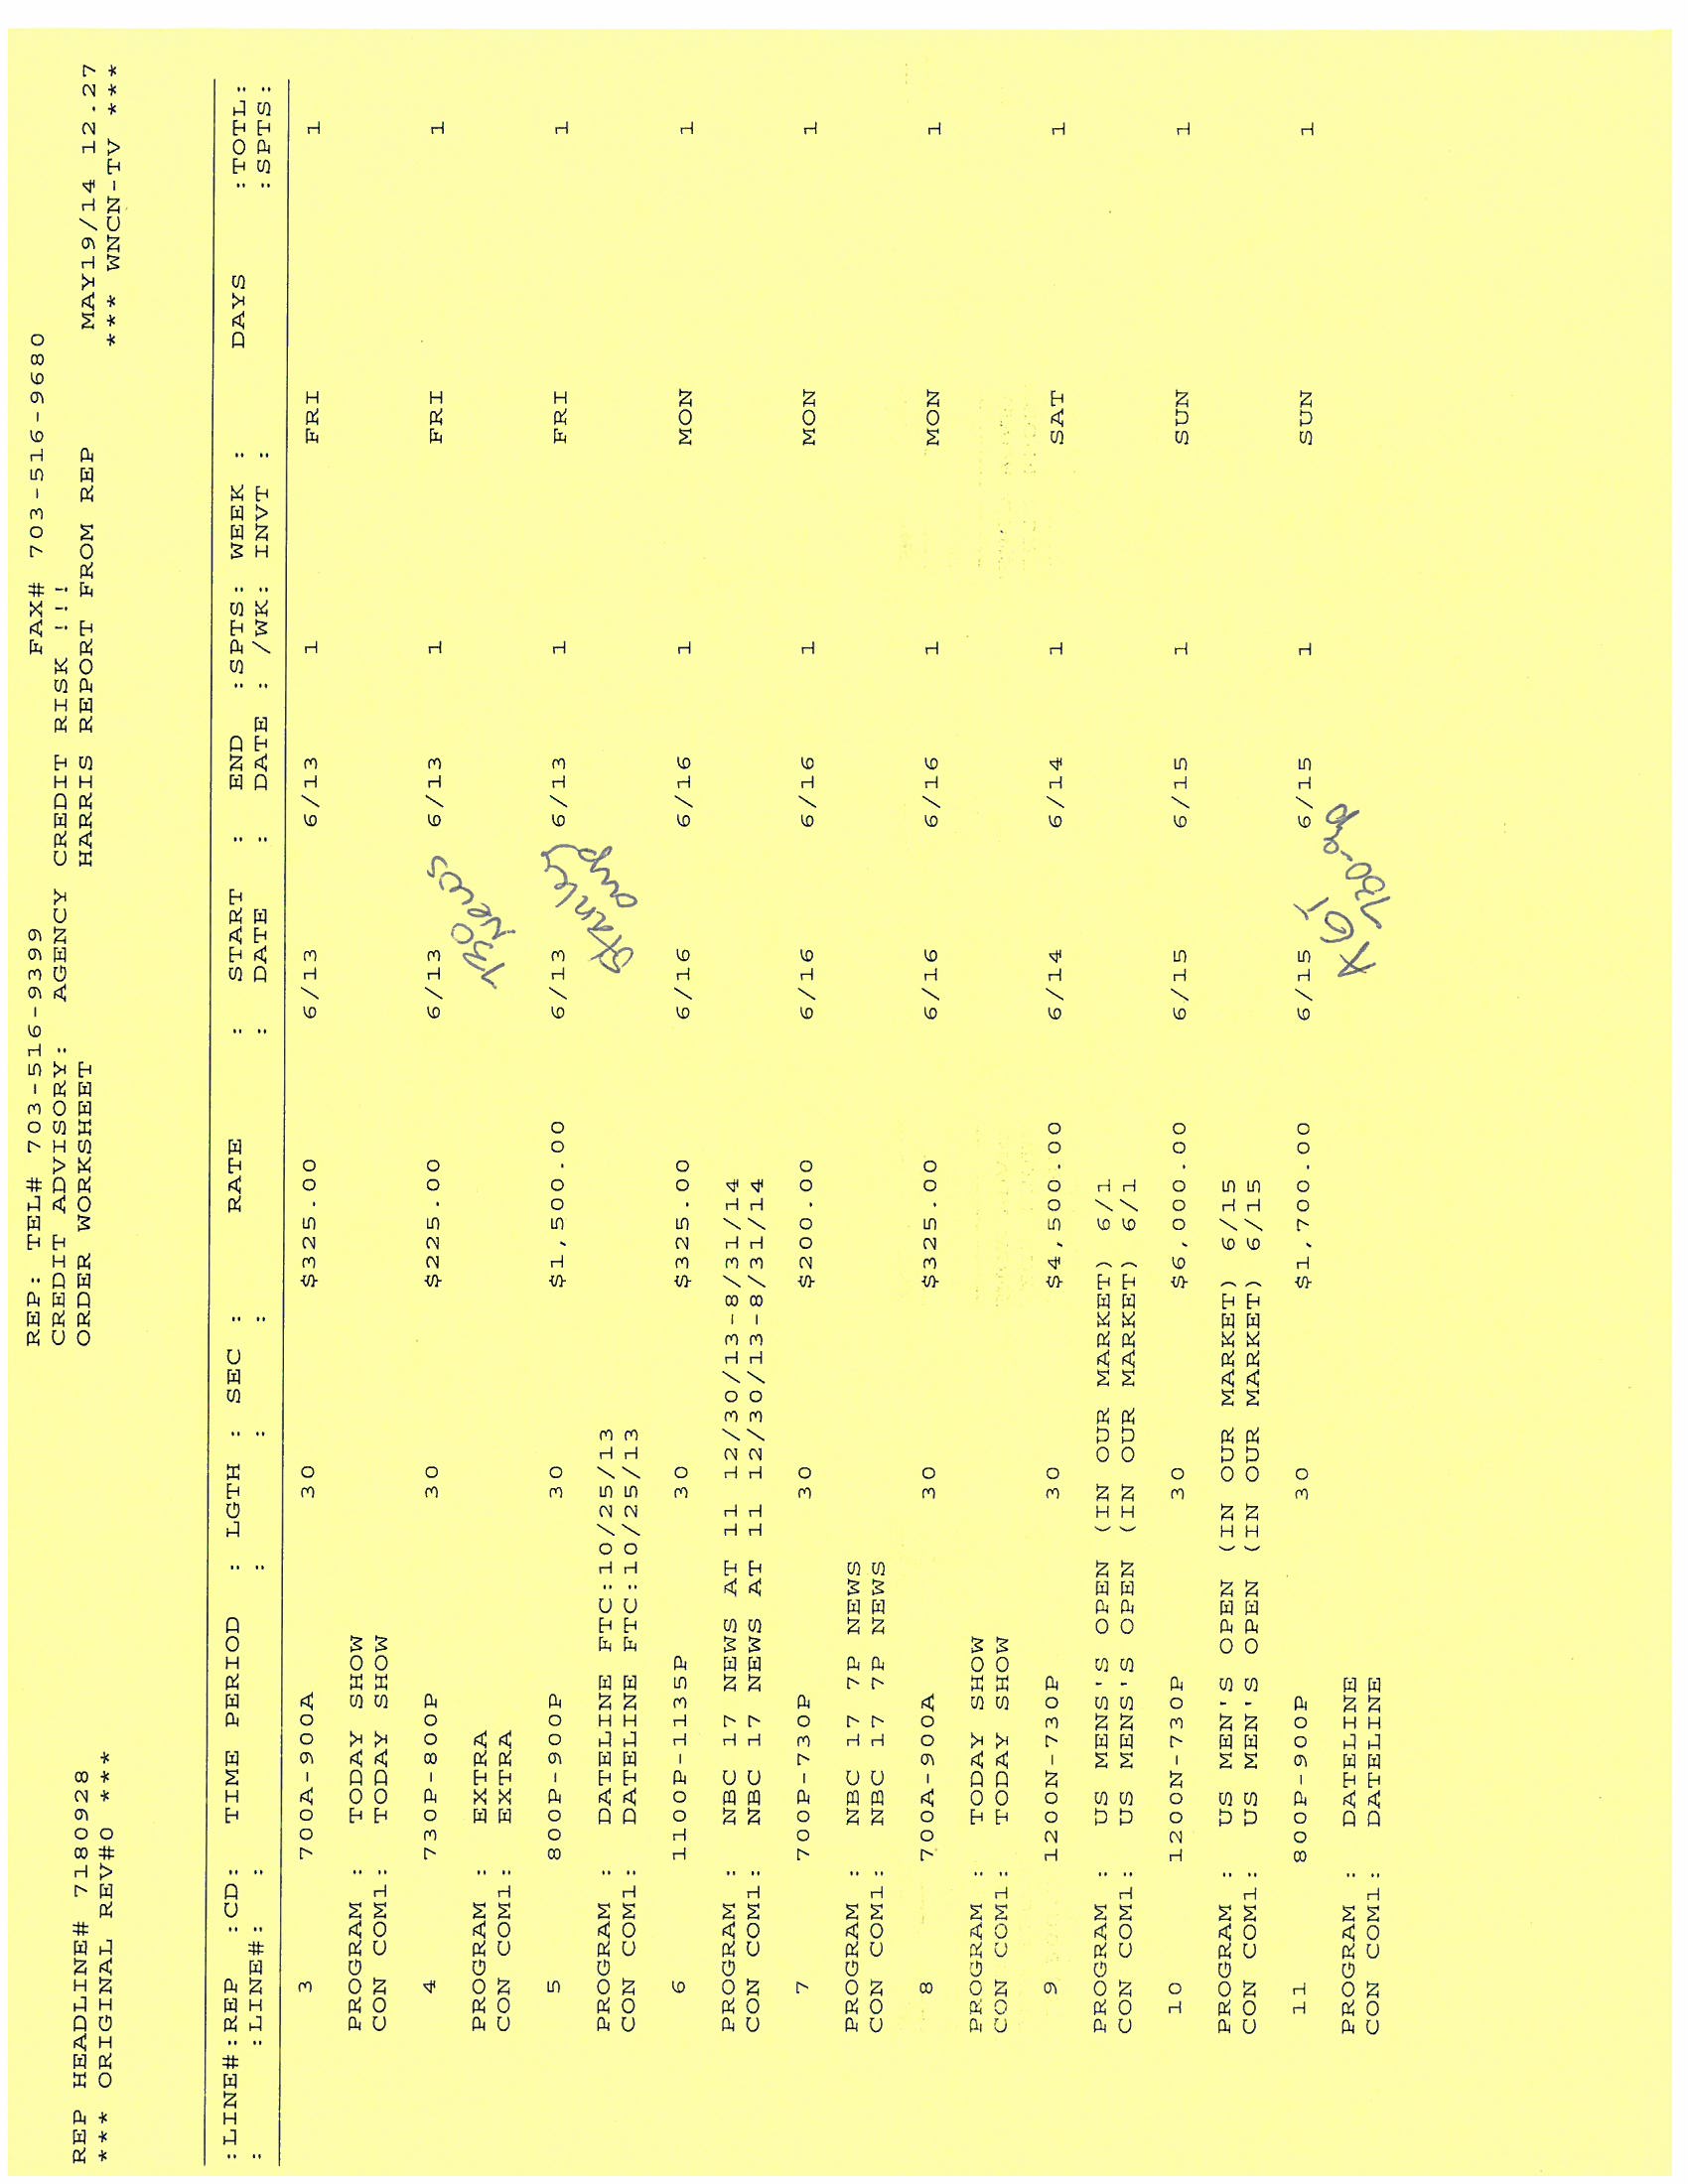 REP: TEL# 703-516-9399 FAX# 703-516-9680
CREDIT ADVISORY: AGENCY CREDIT RISK !!!
REP HEADLINE# 7180928 ORDER WORKSHEET HARRIS REPORT FROM REP MAY19/14 12.27
*** ORIGINAL REV#0 *** *** WNCN-TV ***
:LINE#:REP :CD: TIME PERIOD : LGTH : SEC : RATE : START : END :SPTS: WEEK : DAYS :TOTL:
: :LINE#: : : : : DATE : DATE : /WK: INVT : :SPTS:
3 700A-900A 30 $325.00 6/13 6/13 1 FRI 1
PROGRAM : TODAY SHOW
CON COM1: TODAY SHOW
4 730P-800P 30 $225.00 6/13 6/13 1 FRI 1
730 News
PROGRAM : EXTRA
CON COM1: EXTRA
5 800P-900P 30 $1,500.00 6/13 6/13 1 FRI 1
Stanley Cup
PROGRAM : DATELINE FTC:10/25/13
CON COM1: DATELINE FTC:10/25/13
6 1100P-1135P 30 $325.00 6/16 6/16 1 MON 1
PROGRAM : NBC 17 NEWS AT 11 12/30/13-8/31/14
CON COM1: NBC 17 NEWS AT 11 12/30/13-8/31/14
7 700P-730P 30 $200.00 6/16 6/16 1 MON 1
PROGRAM : NBC 17 7P NEWS
CON COM1: NBC 17 7P NEWS
8 700A-900A 30 $325.00 6/16 6/16 1 MON 1
PROGRAM : TODAY SHOW
CON COM1: TODAY SHOW
9 1200N-730P 30 $4,500.00 6/14 6/14 1 SAT 1
PROGRAM : US MENS'S OPEN (IN OUR MARKET) 6/1
CON COM1: US MENS'S OPEN (IN OUR MARKET) 6/1
10 1200N-730P 30 $6,000.00 6/15 6/15 1 SUN 1
PROGRAM : US MEN'S OPEN (IN OUR MARKET) 6/15
CON COM1: US MEN'S OPEN (IN OUR MARKET) 6/15
11 800P-900P 30 $1,700.00 6/15 6/15 1 SUN 1
AGT
730-9p
PROGRAM : DATELINE
CON COM1: DATELINE